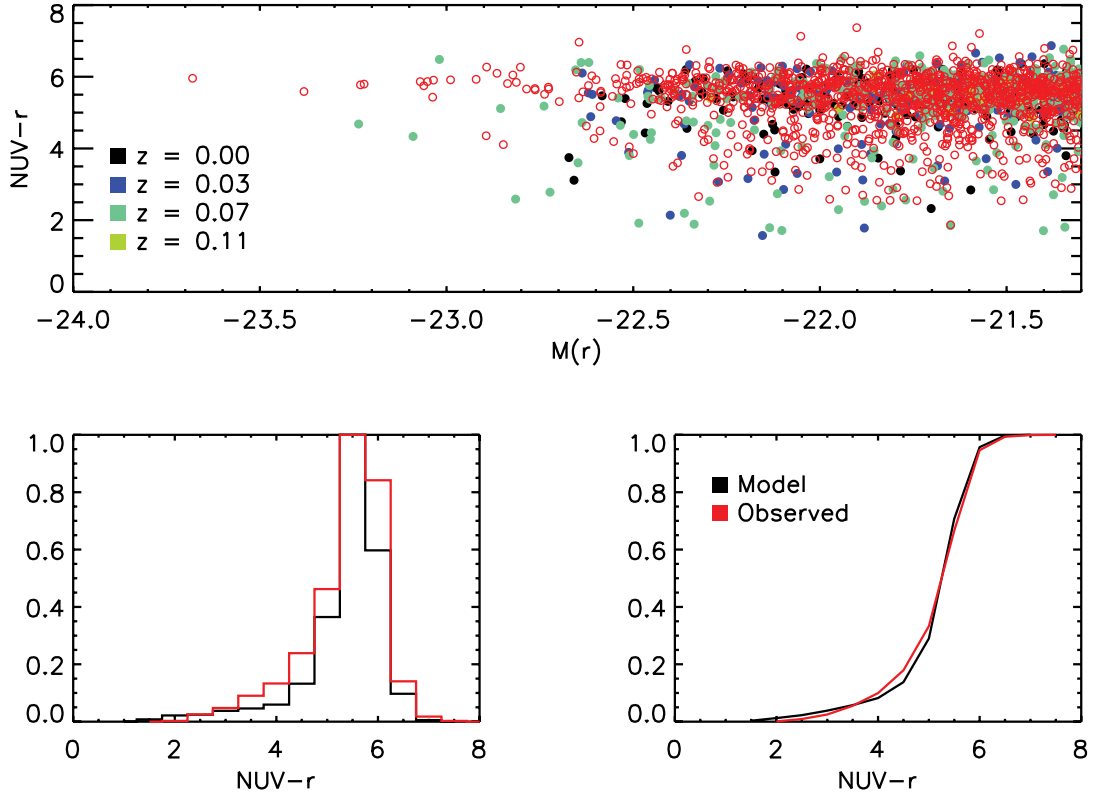 8
6
4
2
0
NUV-r
z = 0.00
z = 0.03
z = 0.07
z = 0.11
-24.0 -23.5 -23.0 -22.5 -22.0 -21.5
M(r)
1.0
0.8
0.6
0.4
0.2
0.0
0 2 4 6 8
NUV-r
1.0
0.8
0.6
0.4
0.2
0.0
Model
Observed
0 2 4 6 8
NUV-r